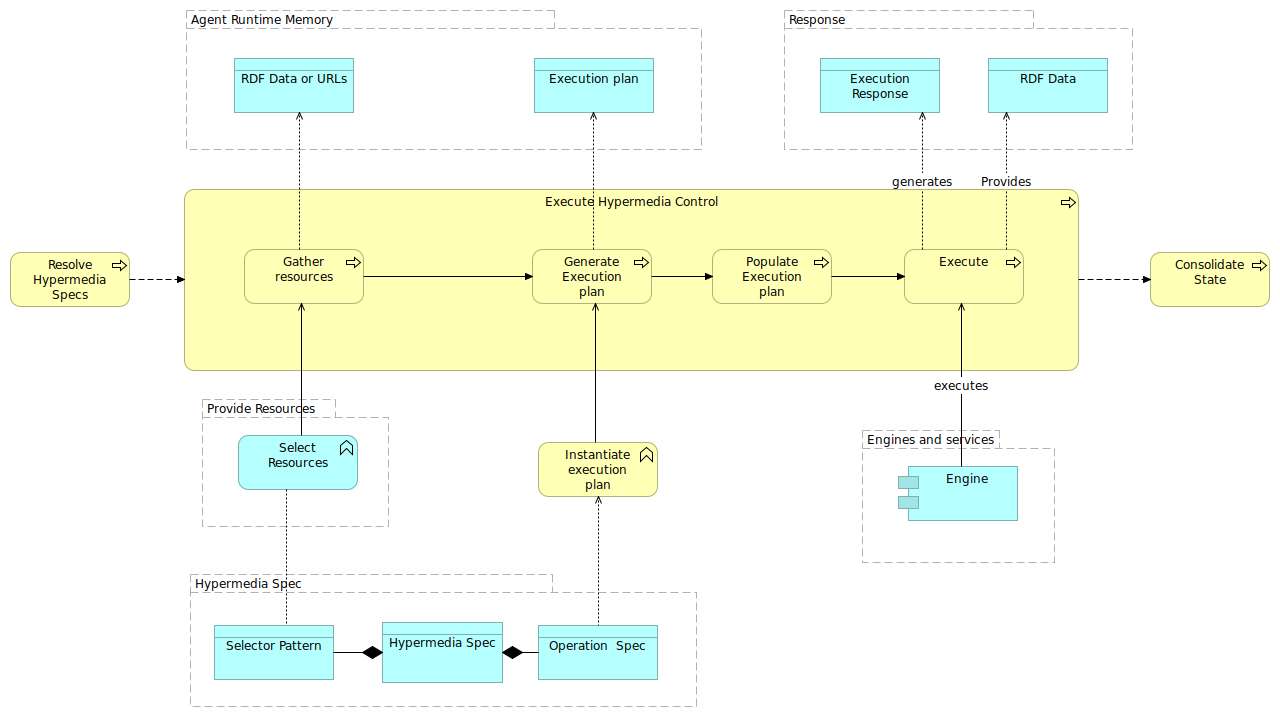 Agent Runtime Memory
Response
RDF Data or URLs
Execution plan
Execution
Response
RDF Data
generates
Provides
Execute Hypermedia Control
Resolve
Hypermedia
Specs
Gather
resources
Generate
Execution
plan
Populate
Execution
plan
Execute
Consolidate
State
executes
Provide Resources
Select
Resources
Instantiate
execution
plan
Engines and services
Engine
Hypermedia Spec
Selector Pattern
Hypermedia Spec
Operation  Spec